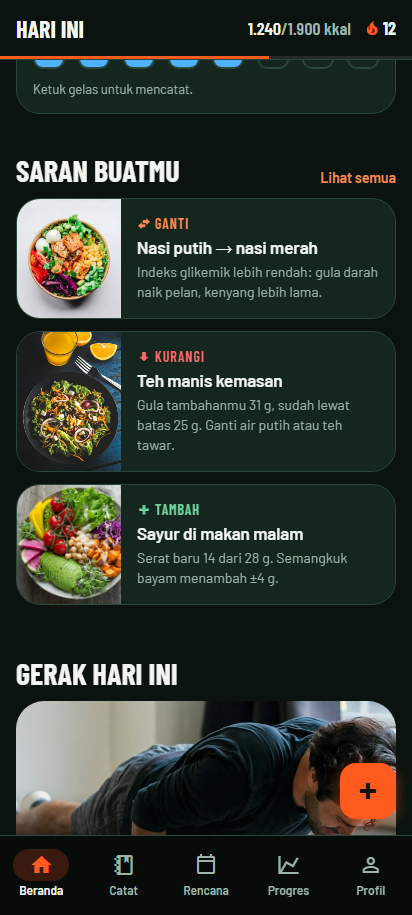 HARI INI
1.240/1.900 kkal
12
Ketuk gelas untuk mencatat.
SARAN BUATMU
Lihat semua
GANTI
Nasi putih → nasi merah
Indeks glikemik lebih rendah: gula darah
naik pelan, kenyang lebih lama.
KURANGI
Teh manis kemasan
Gula tambahanmu 31 g, sudah lewat
batas 25 g. Ganti air putih atau teh
tawar.
TAMBAH
Sayur di makan malam
Serat baru 14 dari 28 g. Semangkuk
bayam menambah ±4 g.
GERAK HARI INI
+
Beranda
Catat
Rencana
Progres
Profil